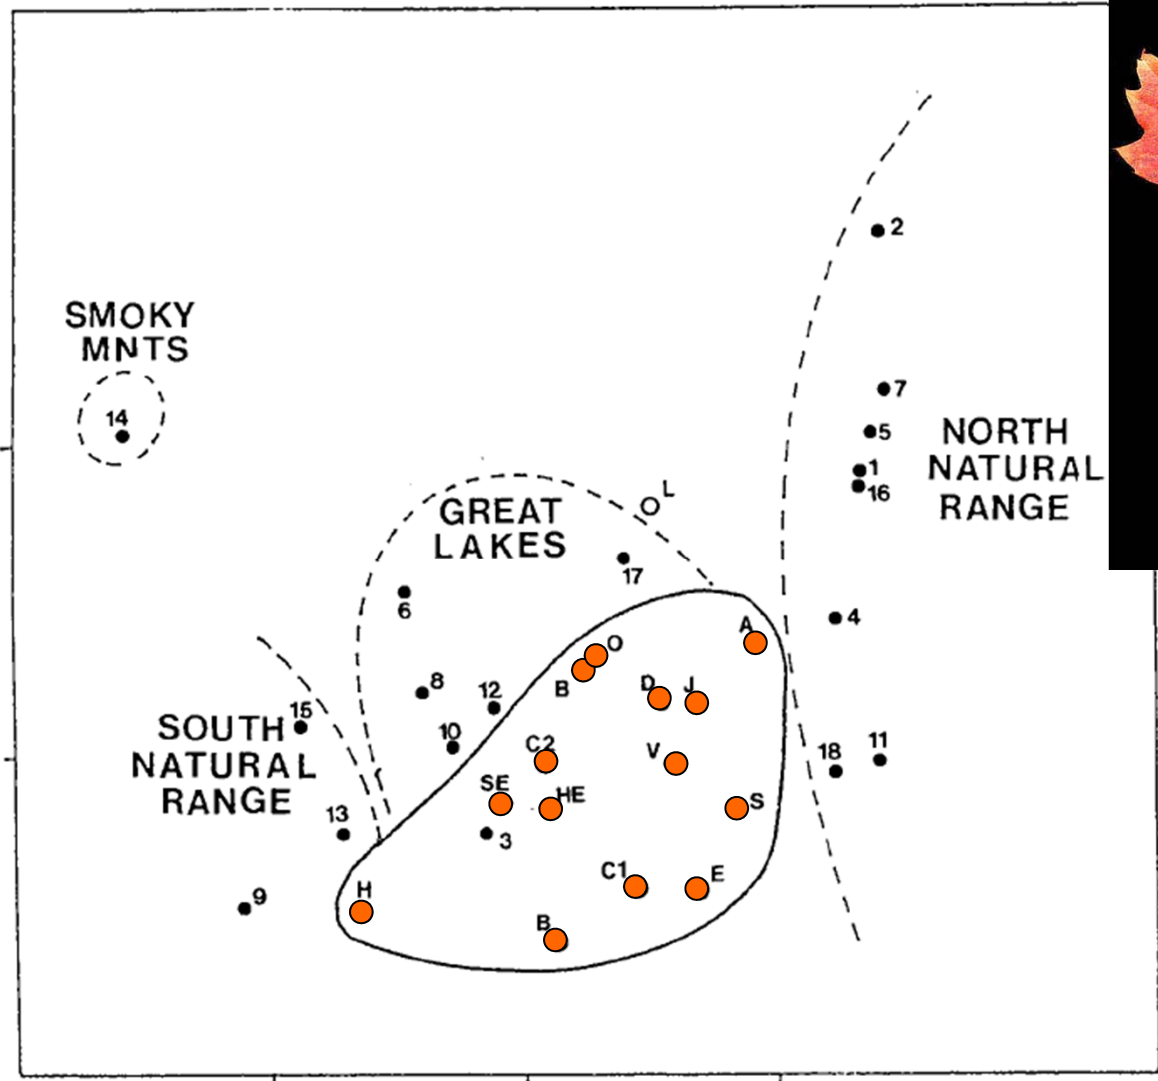 2
SMOKY
MNTS
14
7
5
1
16
NORTH
NATURAL
RANGE
L
GREAT
LAKES
17
6
4
A
O
B
D
J
8
12
15
10
SOUTH
NATURAL
RANGE
C2
V
18
11
SE
HE
S
13
3
C1
E
H
9
B